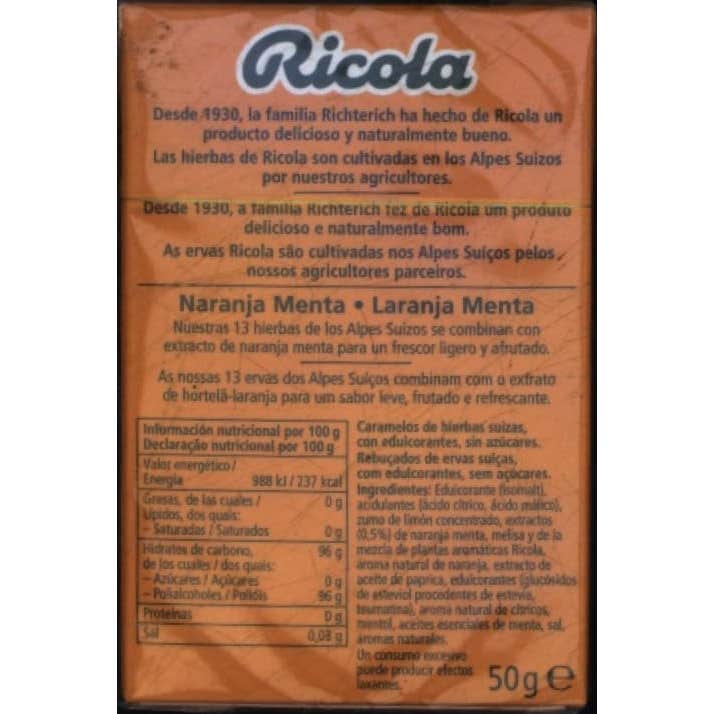 Ricola
Desde 1930, la familia Richterich ha hecho de Ricola un
producto delicioso y naturalmente bueno.
Las hierbas de Ricola son cultivadas en los Alpes Suizos
por nuestros agricultores.
Desde 1930, a família Richterich fez de Ricola um produto
delicioso e naturalmente bom.
As ervas Ricola são cultivadas nos Alpes Suíços pelos
nossos agricultores parceiros.
Naranja Menta • Laranja Menta
Nuestras 13 hierbas de los Alpes Suizos se combinan con
extracto de naranja menta para un frescor ligero y afrutado.
As nossas 13 ervas dos Alpes Suíços combinam com o extrato
de hortelã-laranja para um sabor leve, frutado e refrescante.
Información nutricional por 100 g
Declaração nutricional por 100 g
Valor energético /
Energía 988 kJ / 237 kcal
Grasas, de las cuales / 0 g
Lípidos, dos quais:
– Saturadas / Saturados 0 g
Hidratos de carbono, 96 g
de los cuales / dos quais:
– Azúcares / Açúcares 0 g
– Polialcoholes / Polióis 96 g
Proteínas 0 g
Sal 0,03 g
Caramelos de hierbas suizas,
con edulcorantes, sin azúcares.
Rebuçados de ervas suíças,
com edulcorantes, sem açúcares.
Ingredientes: Edulcorante (isomalt),
acidulantes (ácido cítrico, ácido málico),
zumo de limón concentrado, extractos
(0,5%) de naranja menta, melisa y de la
mezcla de plantas aromáticas Ricola,
aroma natural de naranja, extracto de
aceite de paprica, edulcorantes (glucósidos
de esteviol procedentes de estevia,
taumatina), aroma natural de cítricos,
mentol, aceites esenciales de menta, sal,
aromas naturales.
Un consumo excesivo
puede producir efectos
laxantes.
50 g ℮